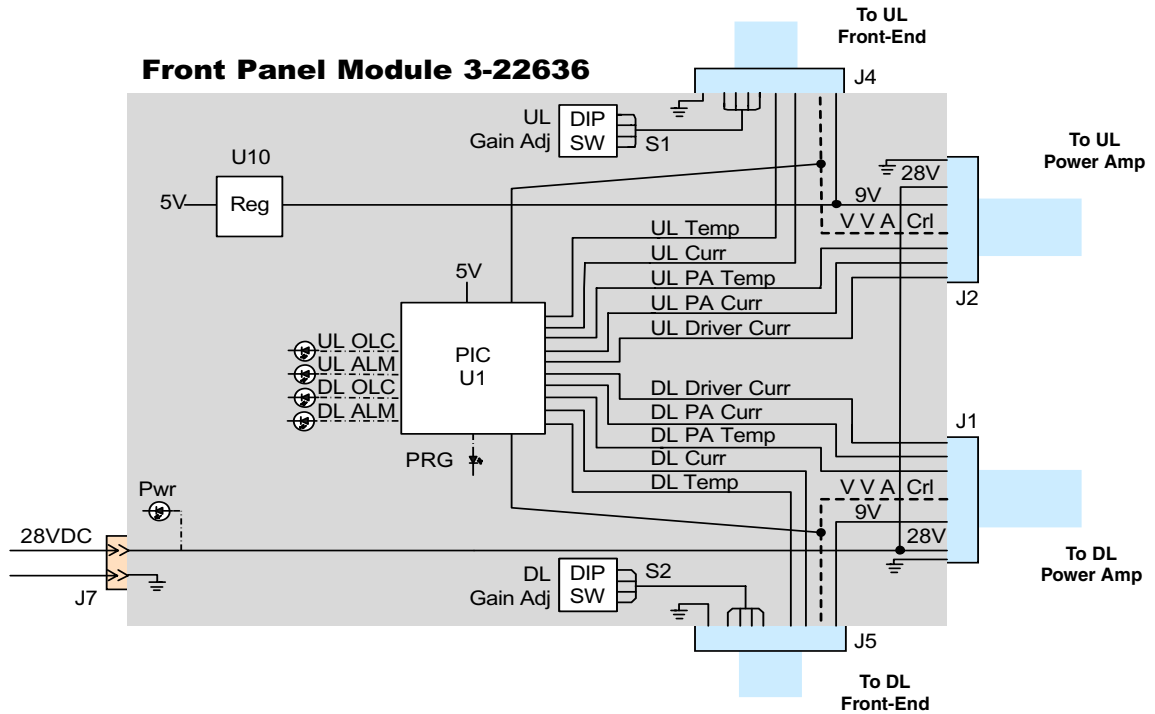 To UL
Front-End
Front Panel Module 3-22636
J4
UL
Gain Adj
DIP
SW
S1
To UL
Power Amp
U10
28V
5V
Reg
9V
V V A Crl
UL Temp
UL Curr
UL PA Temp
UL PA Curr
UL Driver Curr
J2
5V
PIC
U1
UL OLC
UL ALM
DL OLC
DL ALM
DL Driver Curr
DL PA Curr
DL PA Temp
DL Curr
DL Temp
J1
PRG
V V A Crl
9V
28V
Pwr
28VDC
J7
To DL
Power Amp
DL
Gain Adj
DIP
SW
S2
J5
To DL
Front-End